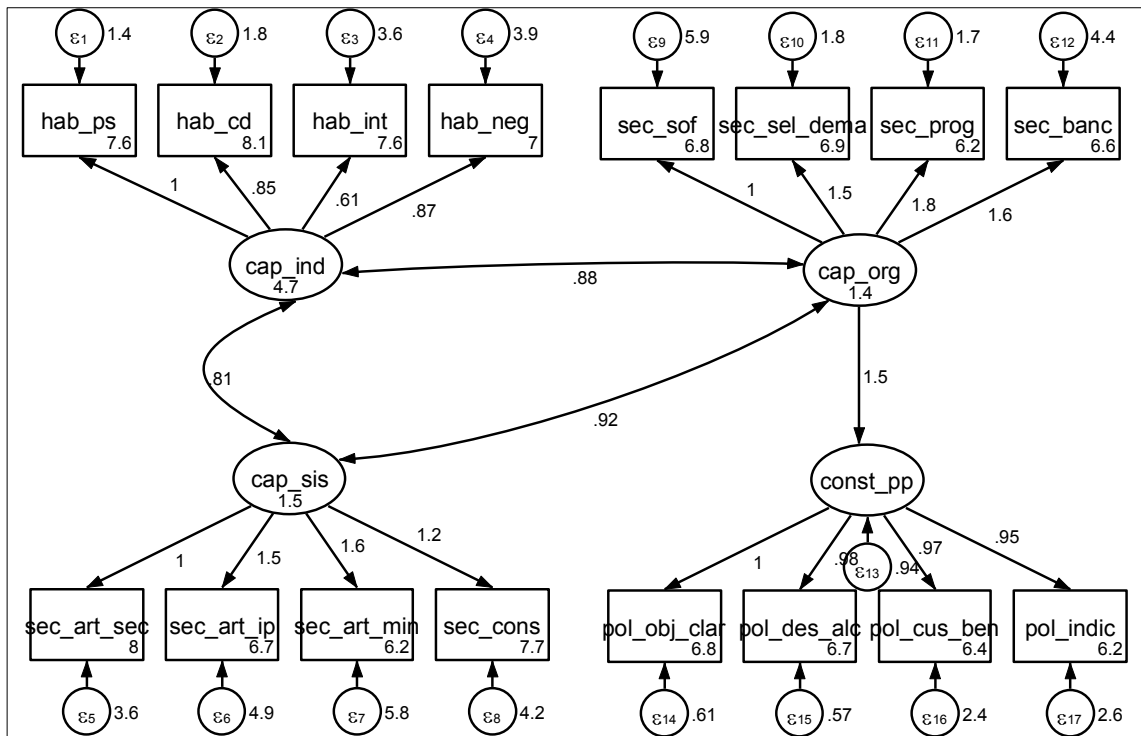 ε1 1.4 ε2 1.8 ε3 3.6 ε4 3.9 ε9 5.9 ε10 1.8 ε11 1.7 ε12 4.4
hab_ps hab_cd hab_int hab_neg sec_sof sec_sel_dema sec_prog sec_banc
7.6 8.1 7.6 7 6.8 6.9 6.2 6.6
1 .85 .61 .87 1 1.5 1.8 1.6
cap_ind cap_org
4.7 .88 1.4
.81 .92 1.5
cap_sis const_pp
1.5
1 1.5 1.6 1.2 1 .98 ε13 .94 .97 .95
sec_art_sec sec_art_ip sec_art_min sec_cons pol_obj_clar pol_des_alc pol_cus_ben pol_indic
8 6.7 6.2 7.7 6.8 6.7 6.4 6.2
ε5 3.6 ε6 4.9 ε7 5.8 ε8 4.2 ε14 .61 ε15 .57 ε16 2.4 ε17 2.6